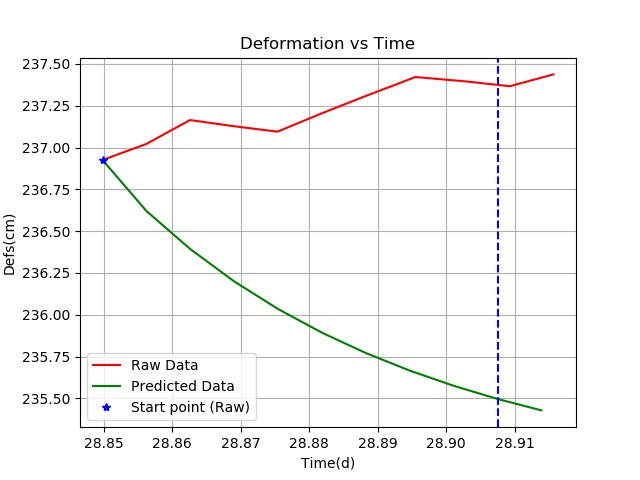 Deformation vs Time
237.50
237.25
237.00
236.75
236.50
236.25
236.00
235.75
235.50
Defs(cm)
Raw Data
Predicted Data
Start point (Raw)
28.85 28.86 28.87 28.88 28.89 28.90 28.91
Time(d)